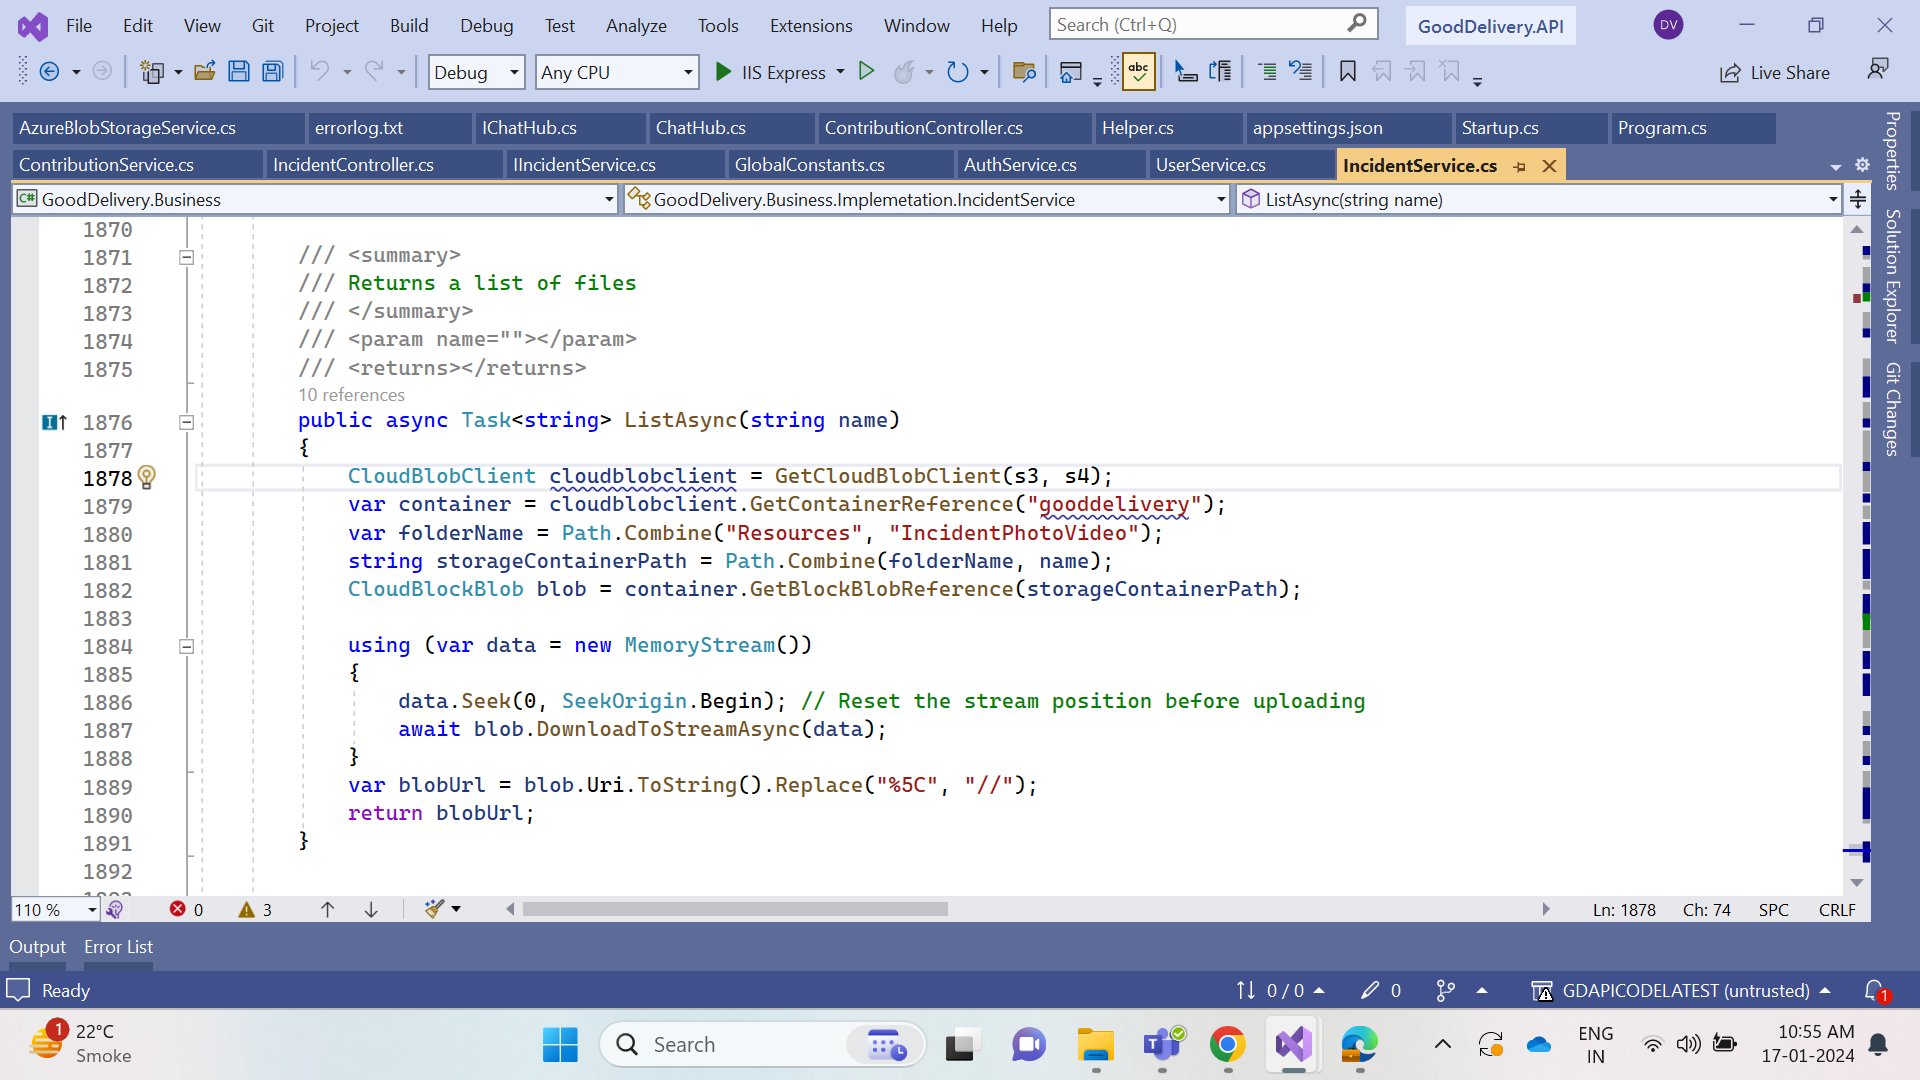 File Edit View Git Project Build Debug Test Analyze Tools Extensions Window Help Search (Ctrl+Q) GoodDelivery.API DV
Debug Any CPU IIS Express abc Live Share
AzureBlobStorageService.cs errorlog.txt IChatHub.cs ChatHub.cs ContributionController.cs Helper.cs appsettings.json Startup.cs Program.cs
ContributionService.cs IncidentController.cs IIncidentService.cs GlobalConstants.cs AuthService.cs UserService.cs IncidentService.cs
C# GoodDelivery.Business GoodDelivery.Business.Implemetation.IncidentService ListAsync(string name)
Properties
Solution Explorer
Git Changes
1870
1871 /// <summary>
1872 /// Returns a list of files
1873 /// </summary>
1874 /// <param name=""></param>
1875 /// <returns></returns>
10 references
1876 public async Task<string> ListAsync(string name)
1877 {
1878 CloudBlobClient cloudblobclient = GetCloudBlobClient(s3, s4);
1879 var container = cloudblobclient.GetContainerReference("gooddelivery");
1880 var folderName = Path.Combine("Resources", "IncidentPhotoVideo");
1881 string storageContainerPath = Path.Combine(folderName, name);
1882 CloudBlockBlob blob = container.GetBlockBlobReference(storageContainerPath);
1883
1884 using (var data = new MemoryStream())
1885 {
1886 data.Seek(0, SeekOrigin.Begin); // Reset the stream position before uploading
1887 await blob.DownloadToStreamAsync(data);
1888 }
1889 var blobUrl = blob.Uri.ToString().Replace("%5C", "//");
1890 return blobUrl;
1891 }
1892
110 % 0 3 Ln: 1878 Ch: 74 SPC CRLF
Output Error List
Ready 0 / 0 0 GDAPICODELATEST (untrusted) 1
1 22°C
Smoke
Search
ENG
IN
10:55 AM
17-01-2024